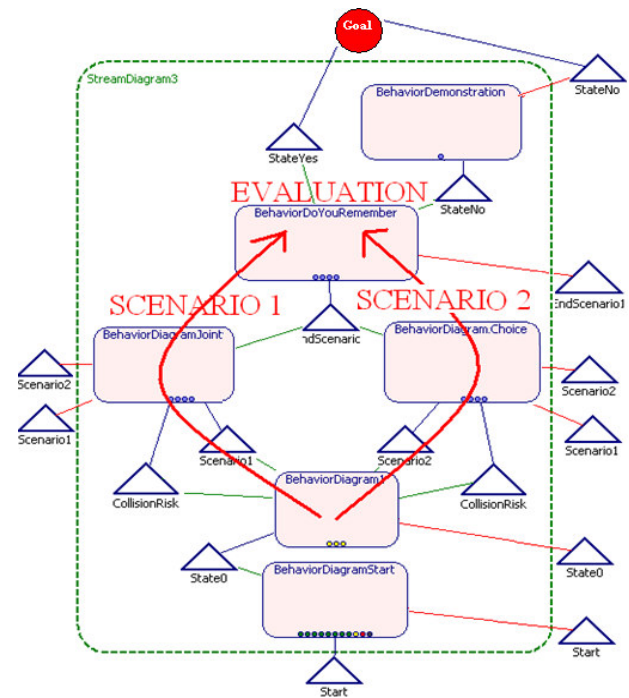 Goal
StreamDiagram3
StateNo
BehaviorDemonstration
StateYes
StateNo
EVALUATION
BehaviorDoYouRemember
SCENARIO 1
SCENARIO 2
EndScenario1
ndScenaric
BehaviorDiagramJoint
BehaviorDiagram.Choice
Scenario2
Scenario2
Scenario1
Scenario1
Scenario1
Scenario2
BehaviorDiagram1
CollisionRisk
CollisionRisk
State0
State0
BehaviorDiagramStart
Start
Start